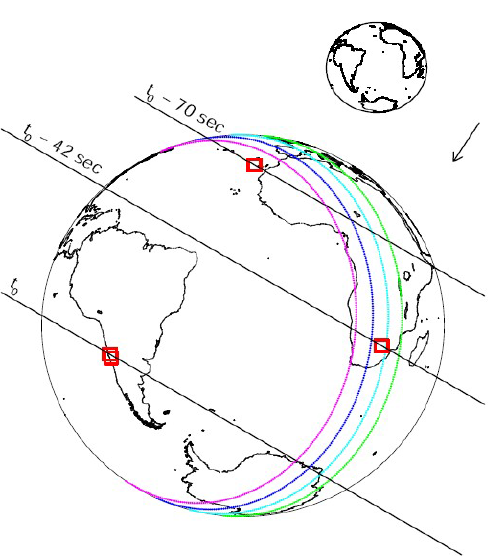 t₀ – 70 sec
t₀ – 42 sec
t₀